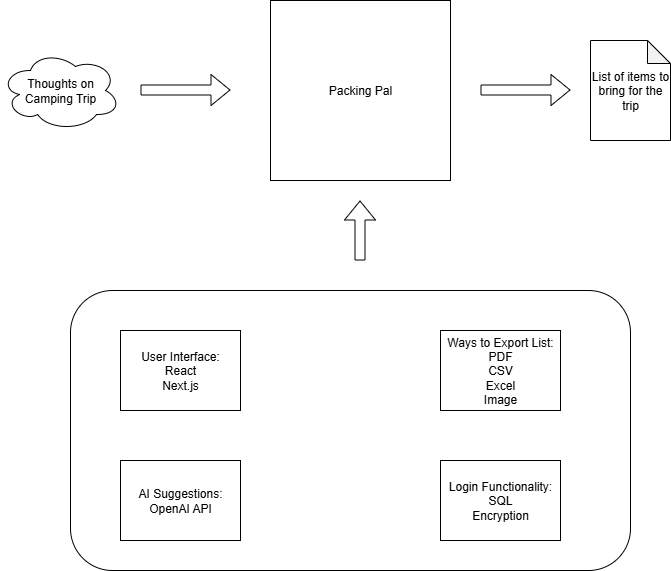 Thoughts on
Camping Trip
Packing Pal
List of items to
bring for the
trip
User Interface:
React
Next.js
Ways to Export List:
PDF
CSV
Excel
Image
AI Suggestions:
OpenAI API
Login Functionality:
SQL
Encryption